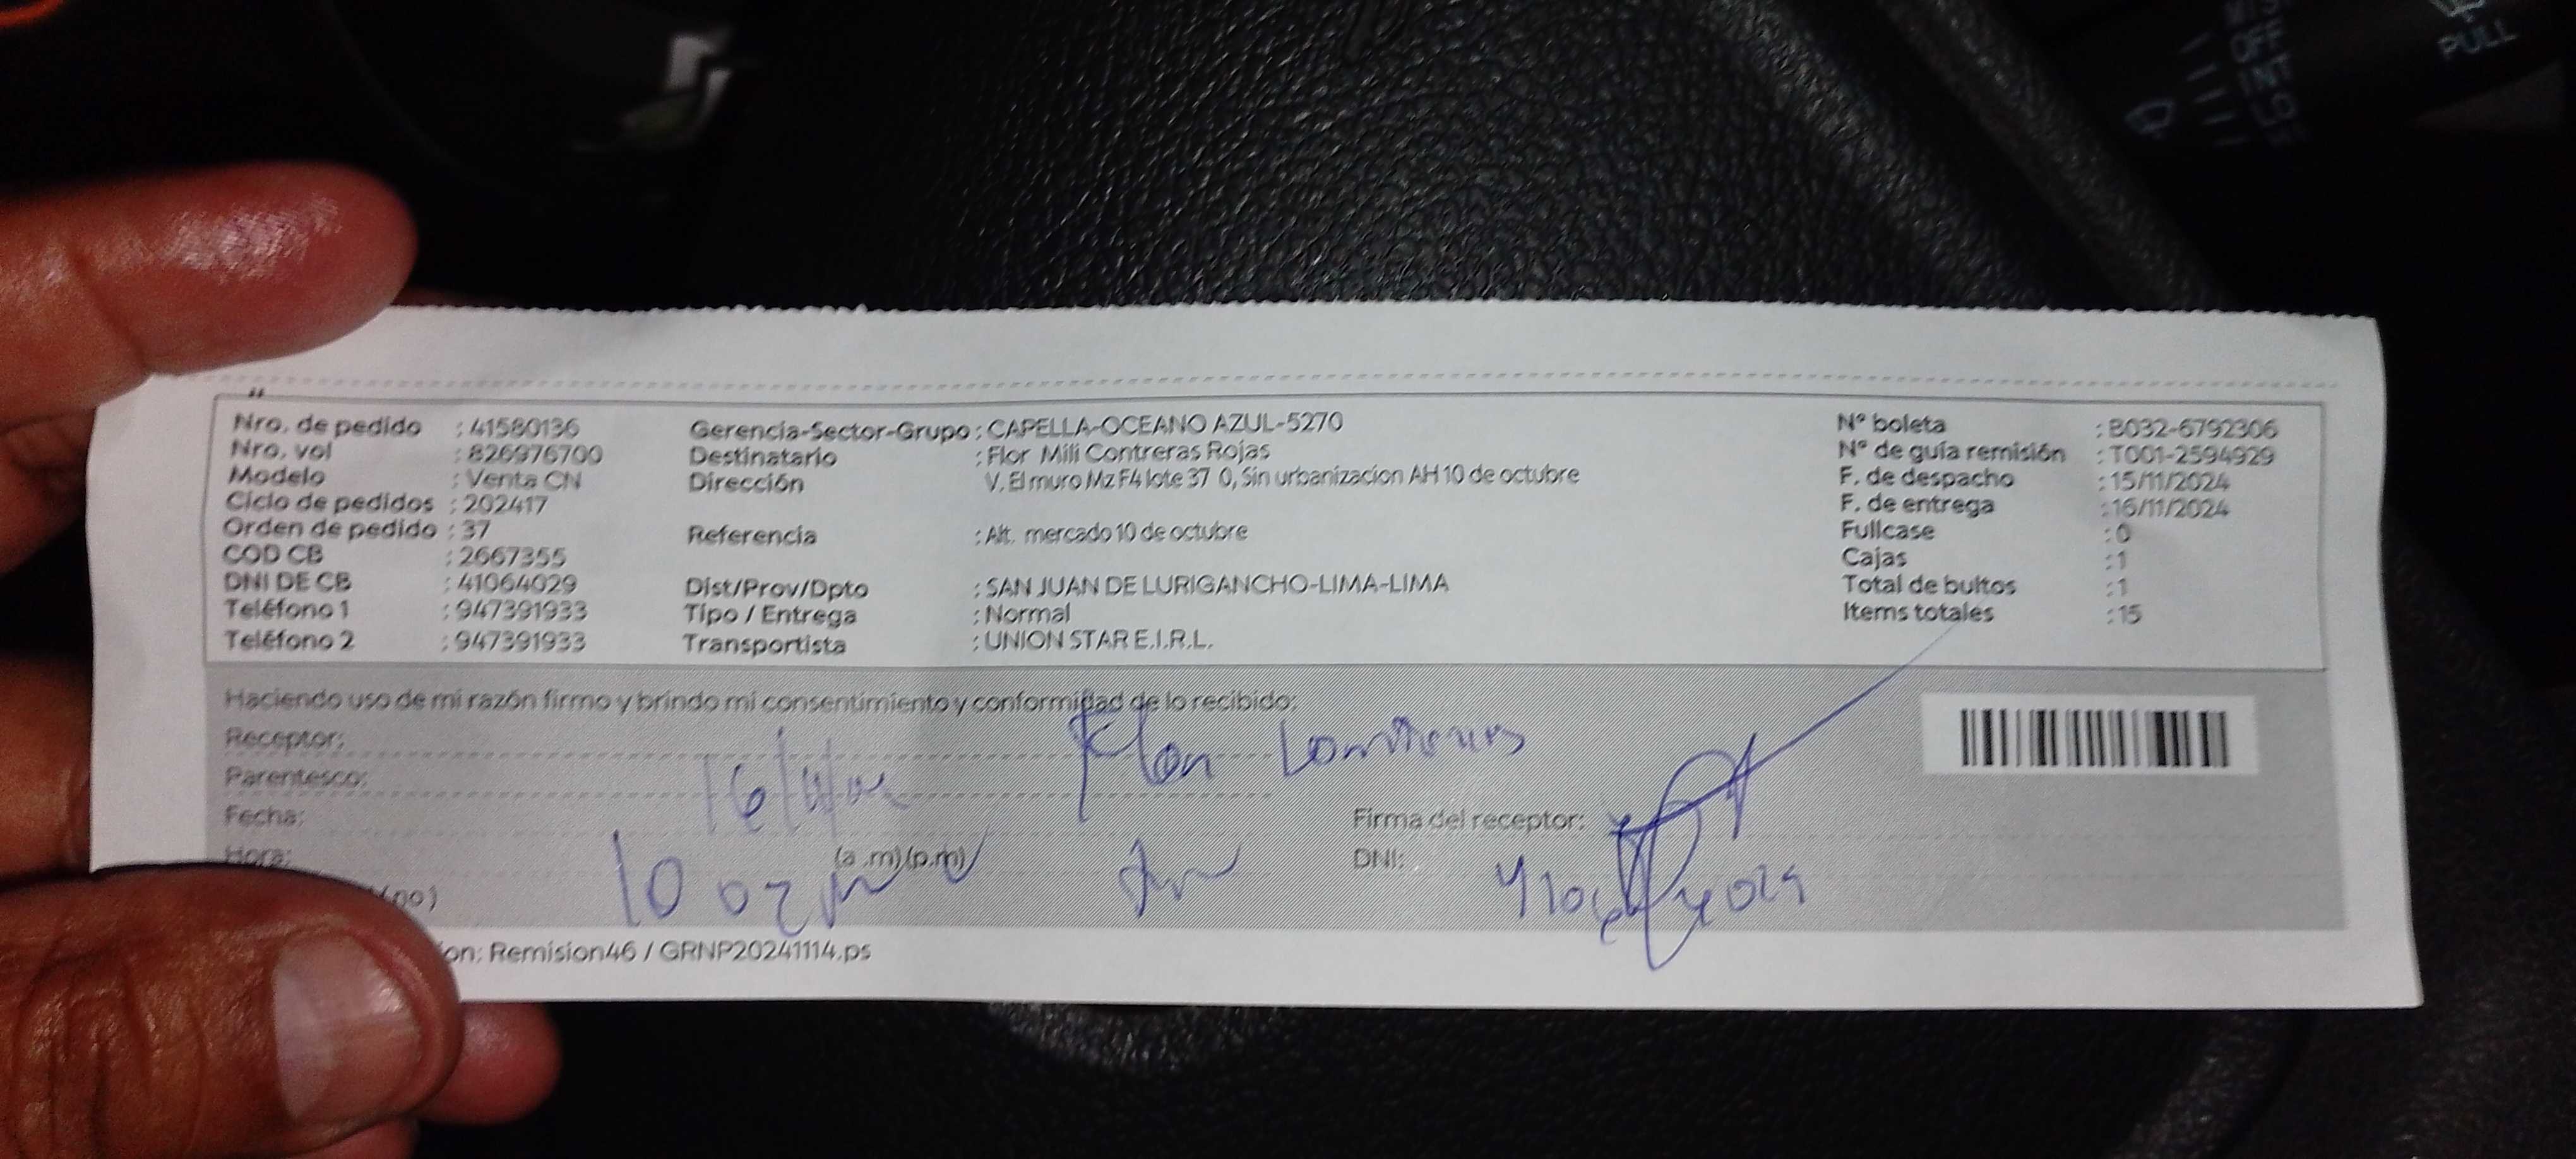 PULL
OFF
Nro. de pedido : 41580136
Nro. vol : 826976700
Modelo : Venta CN
Ciclo de pedidos : 202417
Orden de pedido : 37
COD CB : 2667355
DNI DE CB : 41064029
Teléfono 1 : 947391933
Teléfono 2 : 947391933
Gerencia-Sector-Grupo : CAPELLA-OCEANO AZUL-5270
Destinatario : Flor Mili Contreras Rojas
Dirección V. El muro Mz F4 lote 37 0, Sin urbanizacion AH 10 de octubre
Referencia : Alt. mercado 10 de octubre
Dist/Prov/Dpto : SAN JUAN DE LURIGANCHO-LIMA-LIMA
Tipo / Entrega : Normal
Transportista : UNION STAR E.I.R.L.
N° boleta : B032-6792306
N° de guía remisión : T001-2594929
F. de despacho : 15/11/2024
F. de entrega : 16/11/2024
Fullcase : 0
Cajas : 1
Total de bultos : 1
Items totales : 15
Haciendo uso de mi razón firmo y brindo mi consentimiento y conformidad de lo recibido:
Receptor: Flor Contreras
Parentesco:
Fecha:
Hora: (a .m) (p.m)
Firma del receptor:
DNI:
no )
on: Remision46 / GRNP20241114.ps